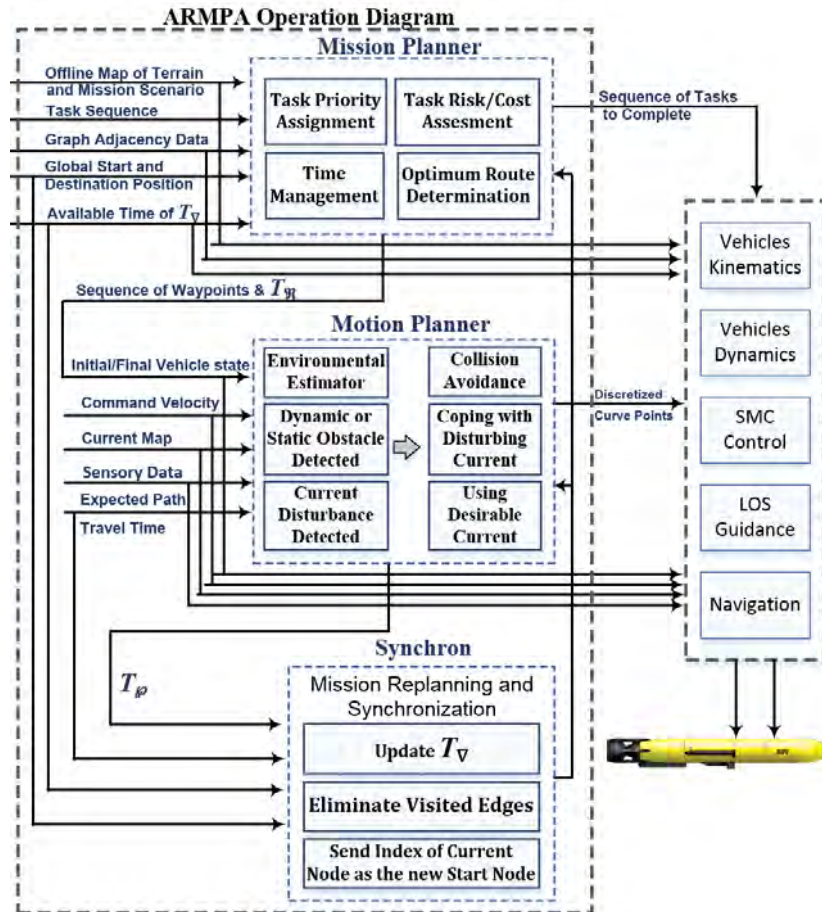 ARMPA Operation Diagram
Mission Planner
Offline Map of Terrain
and Mission Scenario
Task Sequence
Graph Adjacency Data
Global Start and
Destination Position
Available Time of T∇
Task Priority
Assignment
Task Risk/Cost
Assesment
Time
Management
Optimum Route
Determination
Sequence of Tasks
to Complete
Sequence of Waypoints & Tℜ
Motion Planner
Initial/Final Vehicle state
Command Velocity
Current Map
Sensory Data
Expected Path
Travel Time
Environmental
Estimator
Collision
Avoidance
Dynamic or
Static Obstacle
Detected
Coping with
Disturbing
Current
Current
Disturbance
Detected
Using
Desirable
Current
Discretized
Curve Points
Vehicles
Kinematics
Vehicles
Dynamics
SMC
Control
LOS
Guidance
Navigation
Synchron
T℘
Mission Replanning and
Synchronization
Update T∇
Eliminate Visited Edges
Send Index of Current
Node as the new Start Node